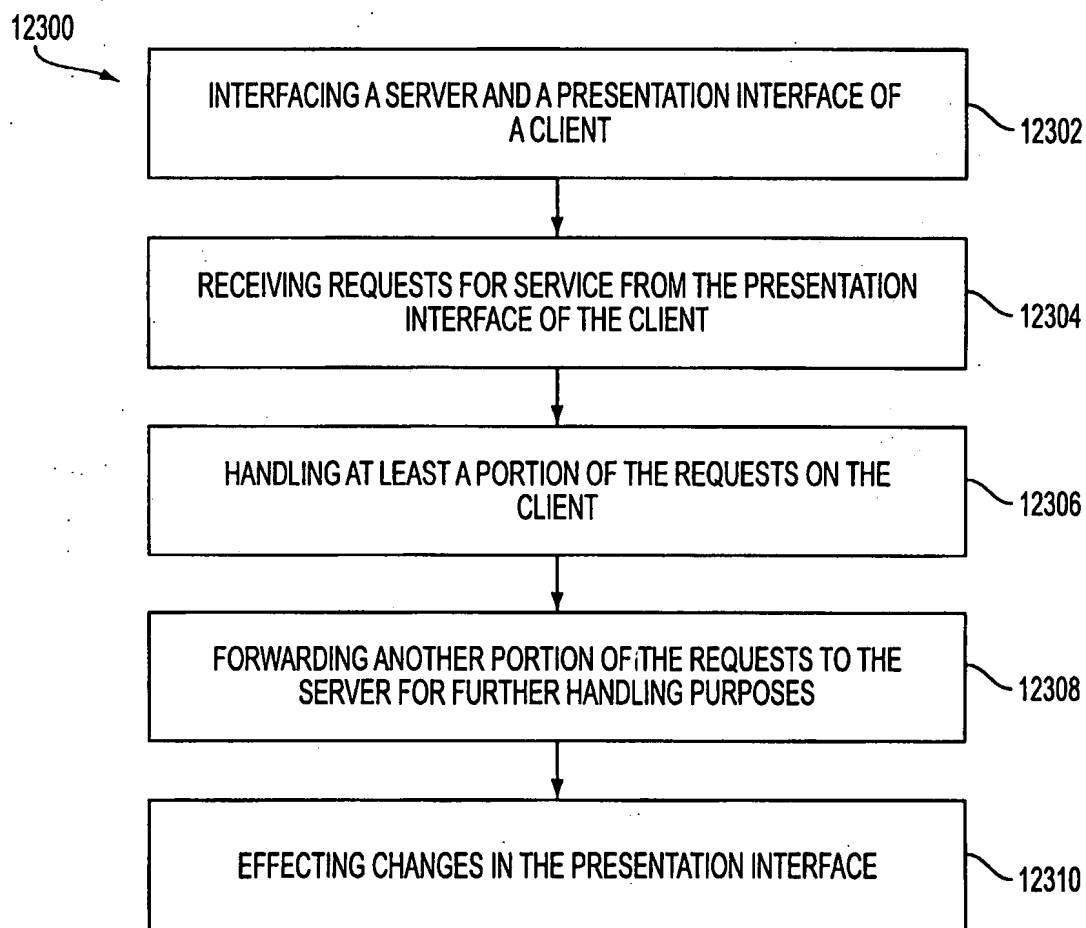 12300
INTERFACING A SERVER AND A PRESENTATION INTERFACE OF
A CLIENT
12302
RECEIVING REQUESTS FOR SERVICE FROM THE PRESENTATION
INTERFACE OF THE CLIENT
12304
HANDLING AT LEAST A PORTION OF THE REQUESTS ON THE
CLIENT
12306
FORWARDING ANOTHER PORTION OF THE REQUESTS TO THE
SERVER FOR FURTHER HANDLING PURPOSES
12308
EFFECTING CHANGES IN THE PRESENTATION INTERFACE
12310